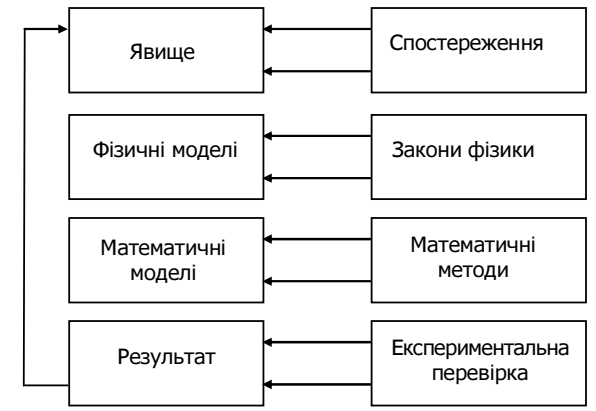 Явище
Спостереження
Фізичні моделі
Закони фізики
Математичні
моделі
Математичні
методи
Результат
Експериментальна
перевірка